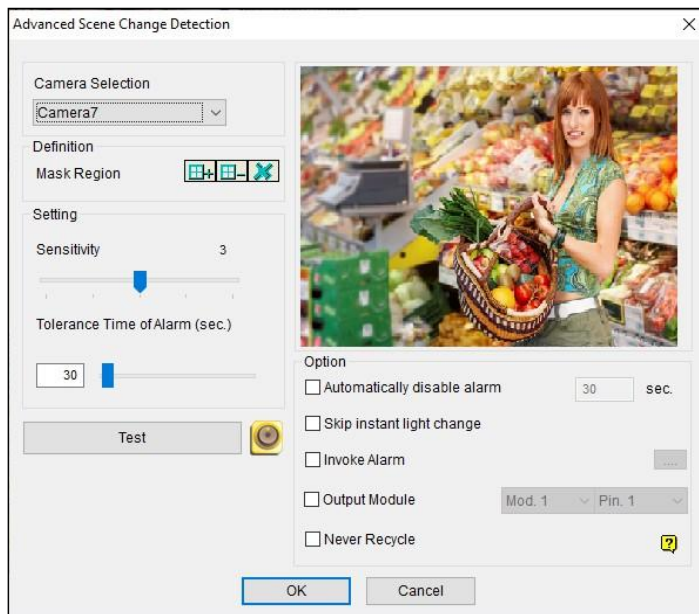 Advanced Scene Change Detection
Camera Selection
Camera7
Definition
Mask Region
Setting
Sensitivity 3
Tolerance Time of Alarm (sec.)
30
Test
Option
Automatically disable alarm 30 sec.
Skip instant light change
Invoke Alarm ....
Output Module Mod. 1 Pin. 1
Never Recycle
?
OK Cancel